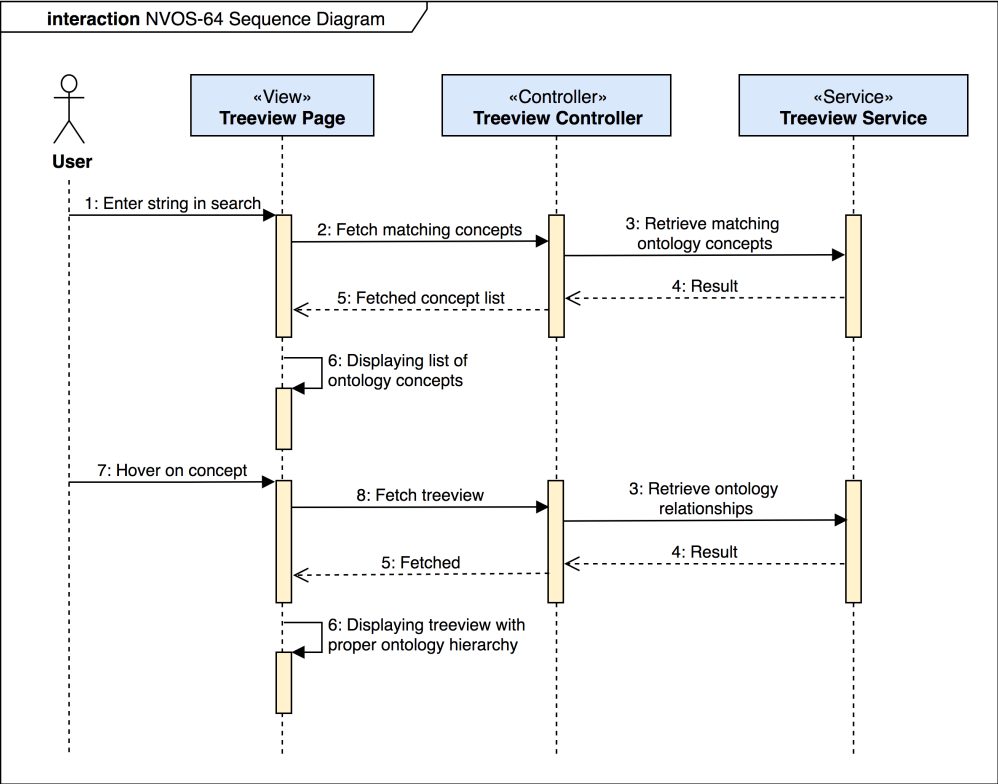 interaction NVOS-64 Sequence Diagram
«View»
Treeview Page
«Controller»
Treeview Controller
«Service»
Treeview Service
User
1: Enter string in search
2: Fetch matching concepts
3: Retrieve matching
ontology concepts
4: Result
5: Fetched concept list
6: Displaying list of
ontology concepts
7: Hover on concept
8: Fetch treeview
3: Retrieve ontology
relationships
4: Result
5: Fetched
6: Displaying treeview with
proper ontology hierarchy